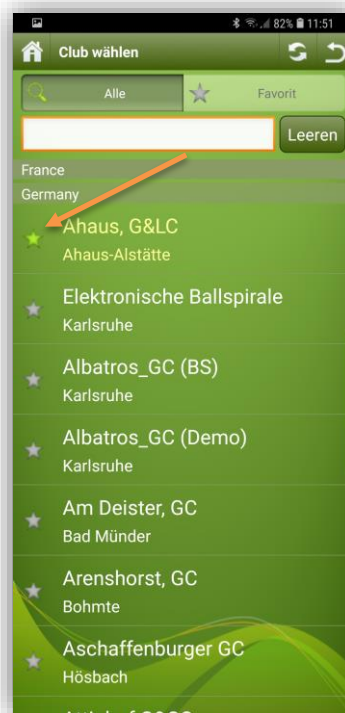 82% 11:51
Club wählen
Alle Favorit
Leeren
France
Germany
Ahaus, G&LC
Ahaus-Alstätte
Elektronische Ballspirale
Karlsruhe
Albatros_GC (BS)
Karlsruhe
Albatros_GC (Demo)
Karlsruhe
Am Deister, GC
Bad Münder
Arenshorst, GC
Bohmte
Aschaffenburger GC
Hösbach